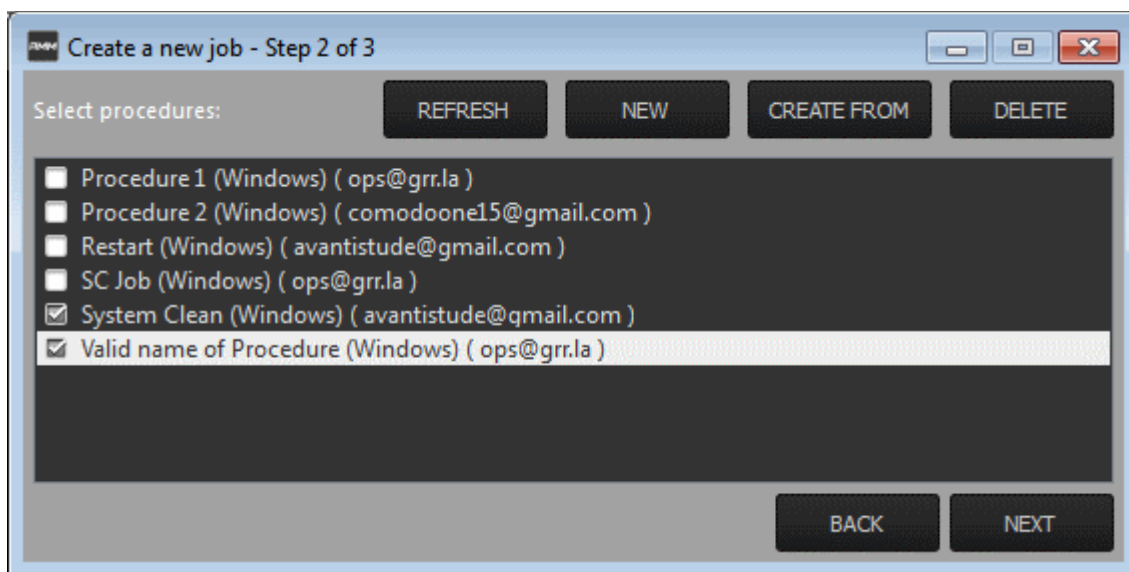 RMM Create a new job - Step 2 of 3
Select procedures: REFRESH NEW CREATE FROM DELETE
Procedure 1 (Windows) ( ops@grr.la )
Procedure 2 (Windows) ( comodoone15@gmail.com )
Restart (Windows) ( avantistude@gmail.com )
SC Job (Windows) ( ops@grr.la )
System Clean (Windows) ( avantistude@gmail.com )
Valid name of Procedure (Windows) ( ops@grr.la )
BACK NEXT